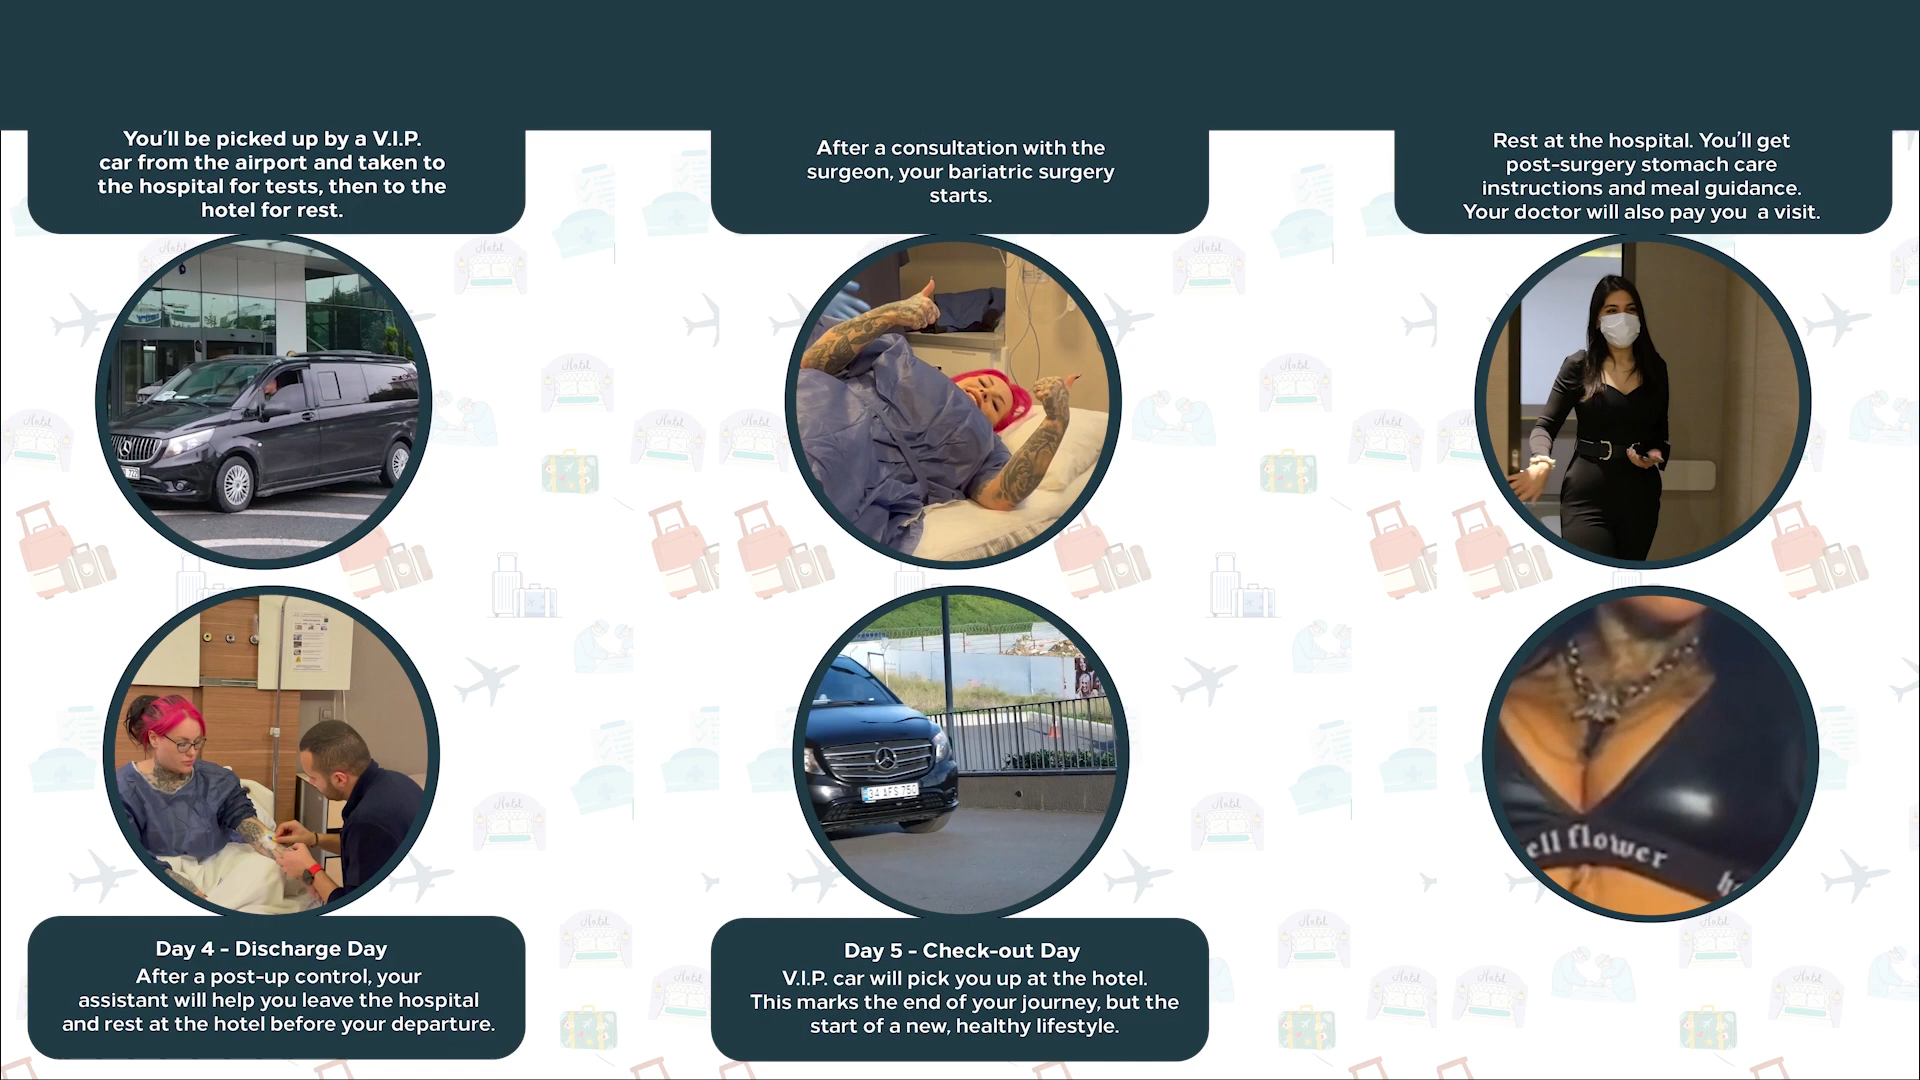 You'll be picked up by a V.I.P.
car from the airport and taken to
the hospital for tests, then to the
hotel for rest.
After a consultation with the
surgeon, your bariatric surgery
starts.
Rest at the hospital. You'll get
post-surgery stomach care
instructions and meal guidance.
Your doctor will also pay you a visit.
34 AFS 750
ell flower
Day 4 - Discharge Day
After a post-up control, your
assistant will help you leave the hospital
and rest at the hotel before your departure.
Day 5 - Check-out Day
V.I.P. car will pick you up at the hotel.
This marks the end of your journey, but the
start of a new, healthy lifestyle.